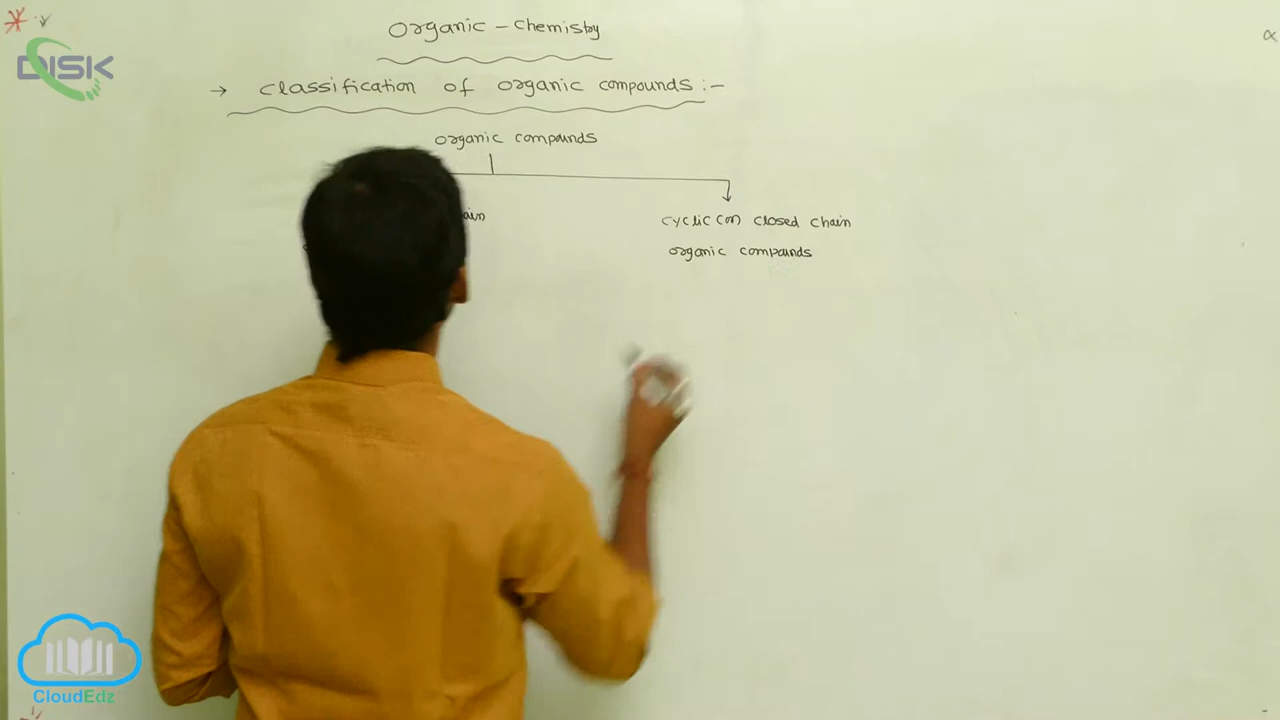 Organic - Chemistry
DISK
→ Classification of organic compounds :-
organic compounds
ain
cyclic (or) closed chain
organic compounds
CloudEdz